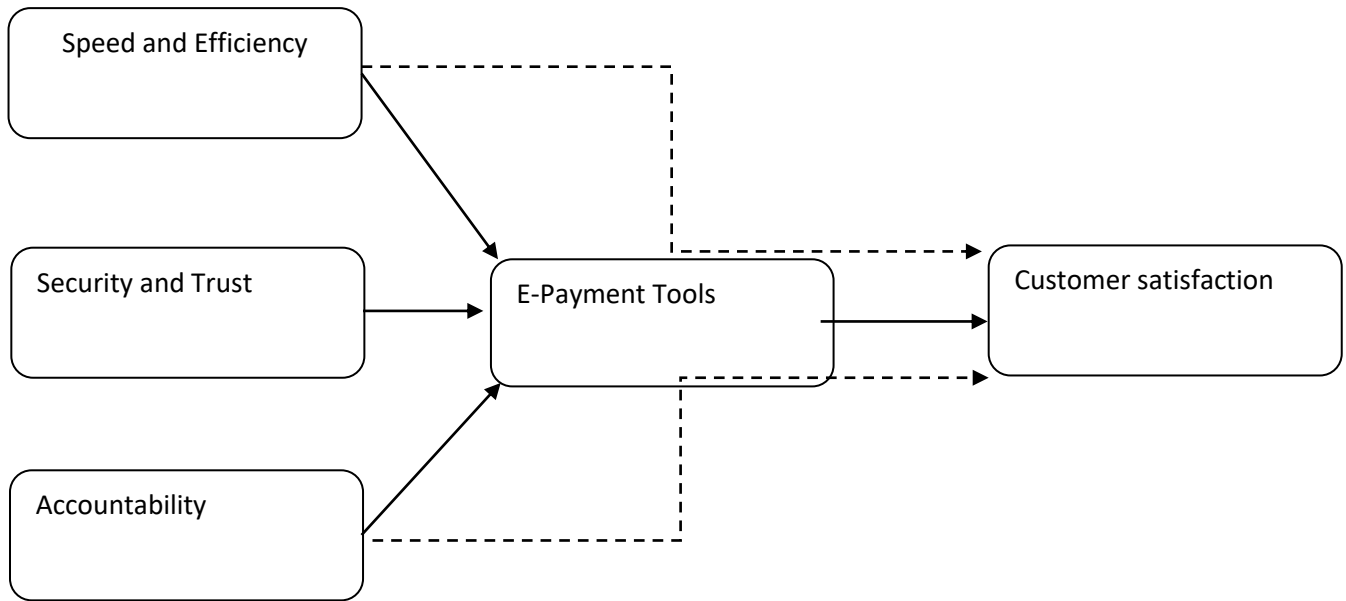 Speed and Efficiency
Security and Trust
E-Payment Tools
Customer satisfaction
Accountability